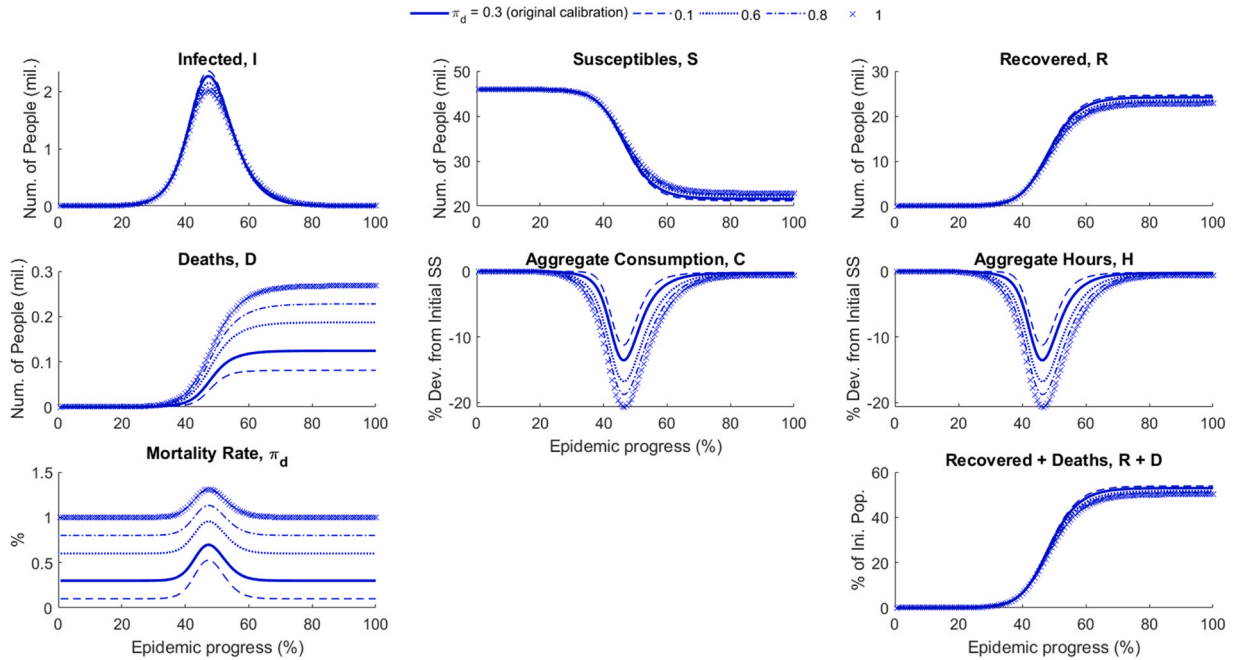 π_d = 0.3 (original calibration) 0.1 0.6 0.8 1
Infected, I
Num. of People (mil.)
2
1
0
0 20 40 60 80 100
Susceptibles, S
Num. of People (mil.)
50
40
30
20
0 20 40 60 80 100
Recovered, R
Num. of People (mil.)
30
20
10
0
0 20 40 60 80 100
Deaths, D
Num. of People (mil.)
0.3
0.2
0.1
0
0 20 40 60 80 100
Aggregate Consumption, C
% Dev. from Initial SS
0
-10
-20
0 20 40 60 80 100
Epidemic progress (%)
Aggregate Hours, H
% Dev. from Initial SS
0
-10
-20
0 20 40 60 80 100
Mortality Rate, π_d
%
1.5
1
0.5
0
0 20 40 60 80 100
Epidemic progress (%)
Recovered + Deaths, R + D
% of Ini. Pop.
60
40
20
0
0 20 40 60 80 100
Epidemic progress (%)